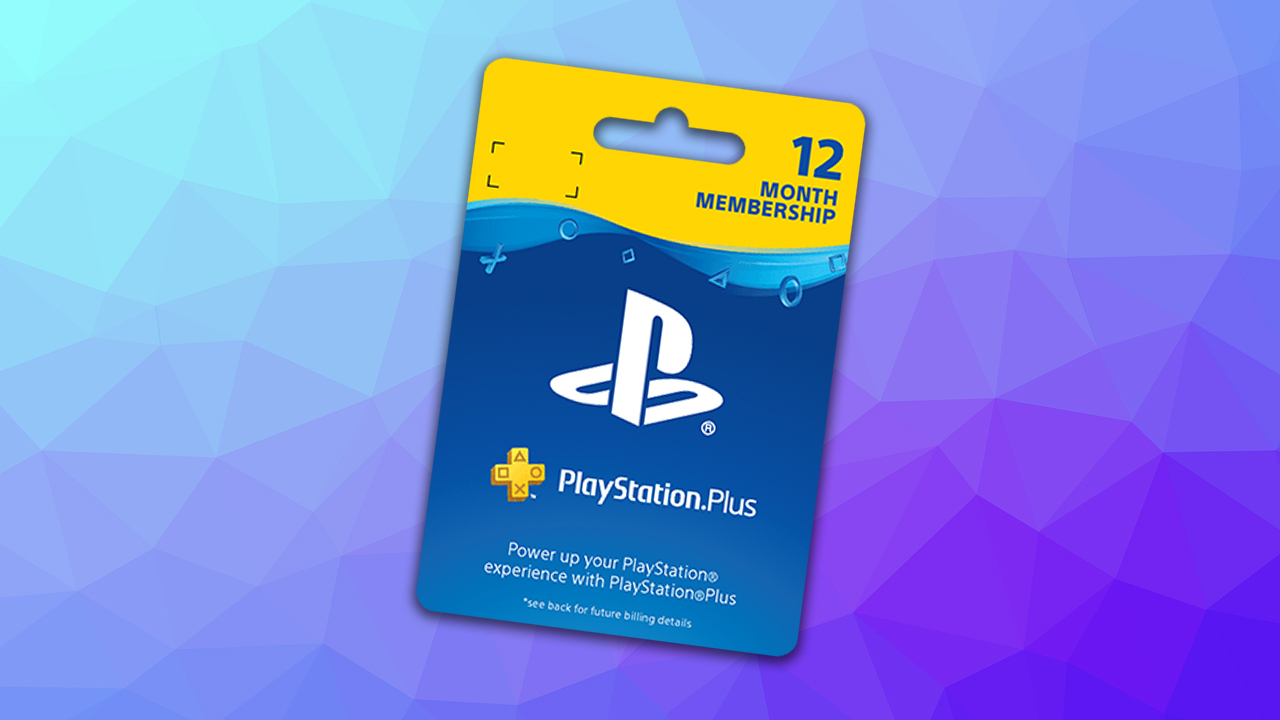 12
MONTH
MEMBERSHIP
®
PlayStation.Plus
™
Power up your PlayStation®
experience with PlayStation®Plus
*see back for future billing details